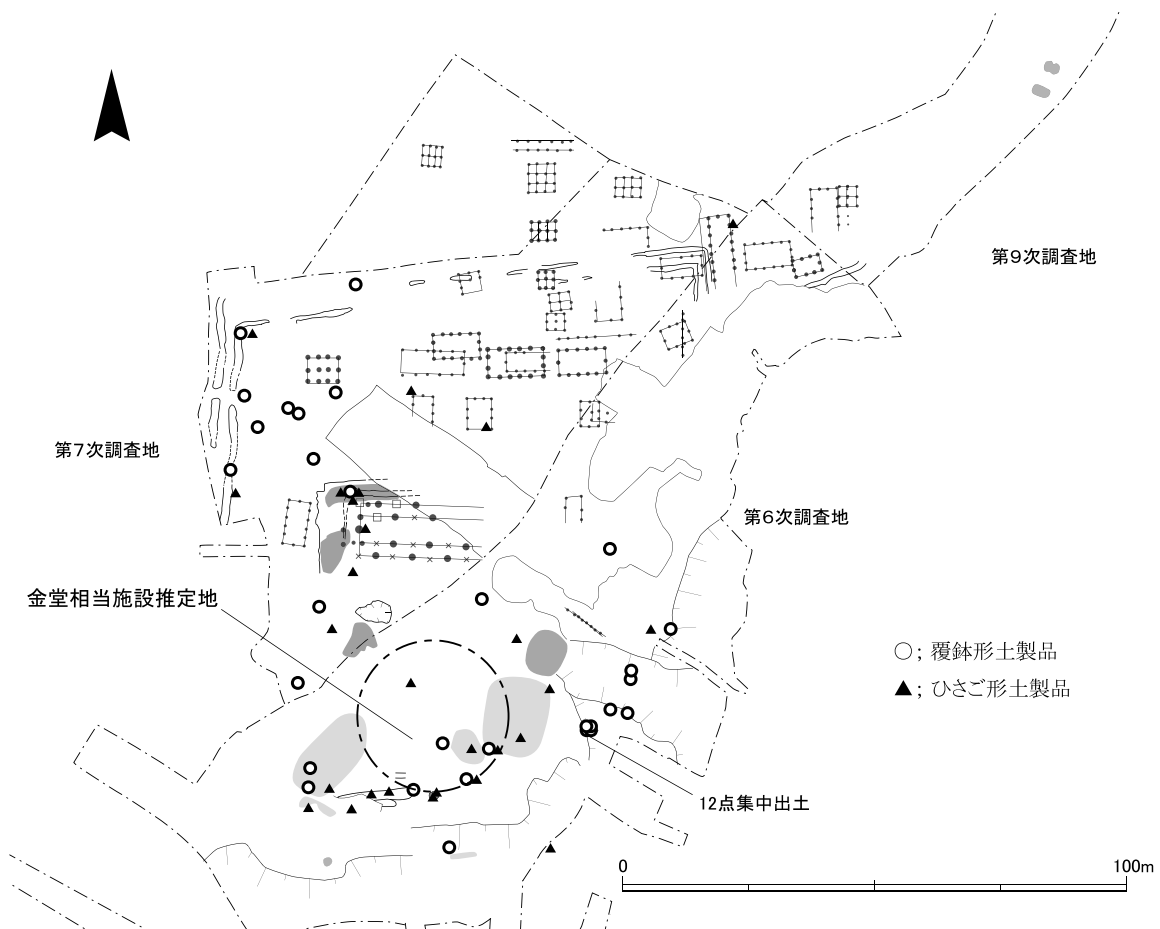 第9次調査地
第7次調査地
第6次調査地
金堂相当施設推定地
○；覆鉢形土製品
▲；ひさご形土製品
12点集中出土
0
100m